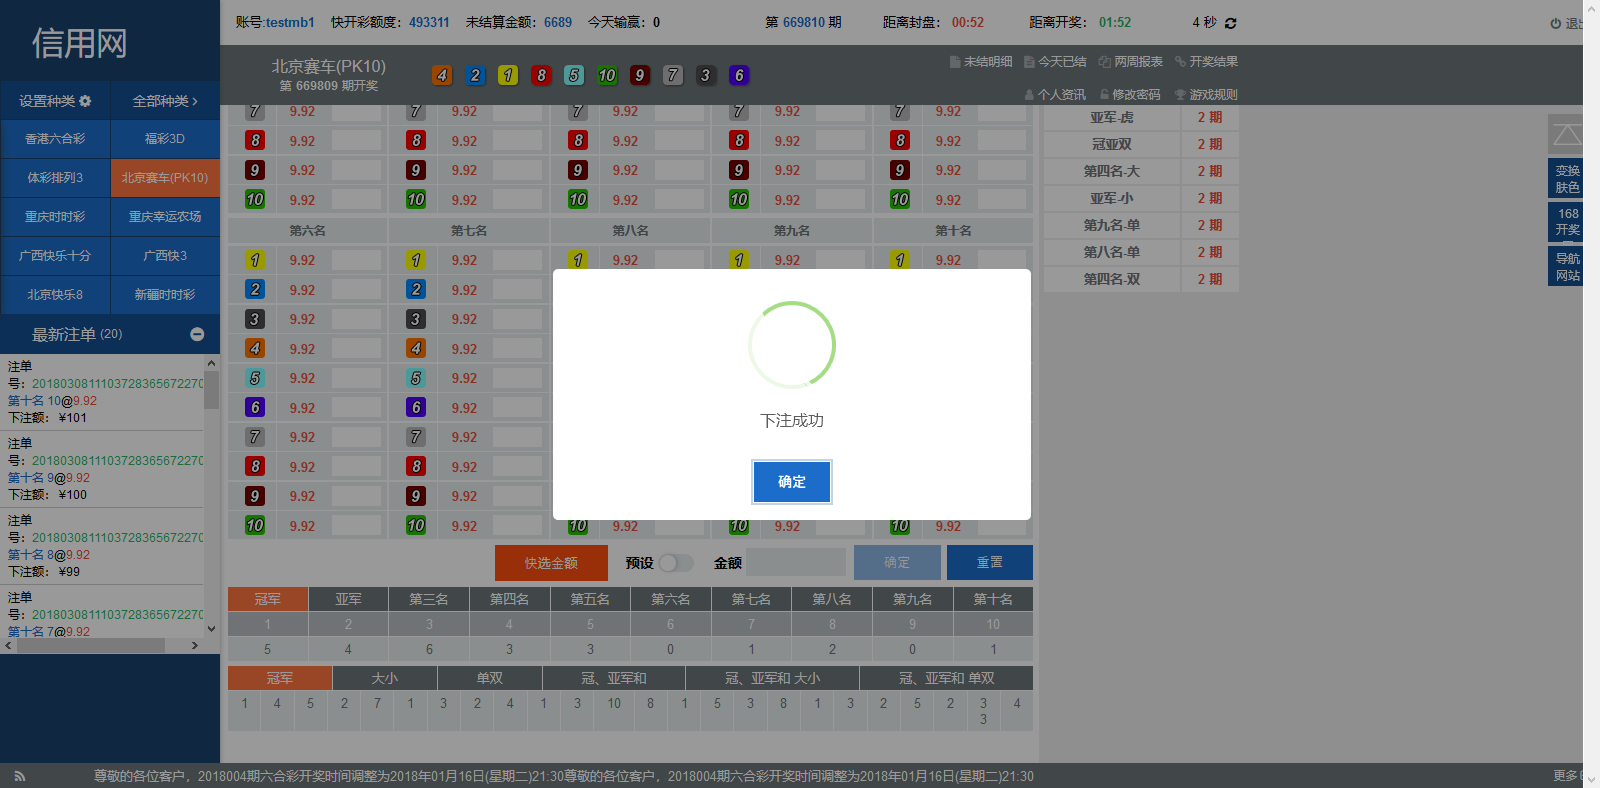 账号:testmb1 快开彩额度：493311 未结算金额：6689 今天输赢：0 第 669810 期 距离封盘：00:52 距离开奖：01:52 4 秒 退出
信用网
北京赛车(PK10)
第 669809 期开奖
4 2 1 8 5 10 9 7 3 6
未结明细 今天已结 两周报表 开奖结果
个人资讯 修改密码 游戏规则
设置种类 全部种类
香港六合彩 福彩3D
体彩排列3 北京赛车(PK10)
重庆时时彩 重庆幸运农场
广西快乐十分 广西快3
北京快乐8 新疆时时彩
最新注单 (20)
注单
号：2018030811103728365672270
第十名 10@9.92
下注额： ¥101
注单
号：2018030811103728365672270
第十名 9@9.92
下注额： ¥100
注单
号：2018030811103728365672270
第十名 8@9.92
下注额： ¥99
注单
号：2018030811103728365672270
第十名 7@9.92
7 9.92 7 9.92 7 9.92 7 9.92 7 9.92
8 9.92 8 9.92 8 9.92 8 9.92 8 9.92
9 9.92 9 9.92 9 9.92 9 9.92 9 9.92
10 9.92 10 9.92 10 9.92 10 9.92 10 9.92
第六名 第七名 第八名 第九名 第十名
1 9.92 1 9.92 1 9.92 1 9.92 1 9.92
2 9.92 2 9.92
3 9.92 3 9.92
4 9.92 4 9.92
5 9.92 5 9.92
6 9.92 6 9.92
7 9.92 7 9.92
8 9.92 8 9.92
9 9.92 9 9.92
10 9.92 10 9.92 10 9.92 10 9.92 10 9.92
下注成功
确定
快选金额 预设 金额 确定 重置
冠军 亚军 第三名 第四名 第五名 第六名 第七名 第八名 第九名 第十名
1 2 3 4 5 6 7 8 9 10
5 4 6 3 3 0 1 2 0 1
冠军 大小 单双 冠、亚军和 冠、亚军和 大小 冠、亚军和 单双
1 4 5 2 7 1 3 2 4 1 3 10 8 1 5 3 8 1 3 2 5 2 3 4
3
亚军-虎 2 期
冠亚双 2 期
第四名-大 2 期
亚军-小 2 期
第九名-单 2 期
第八名-单 2 期
第四名-双 2 期
变换
肤色
168
开奖
导航
网站
尊敬的各位客户，2018004期六合彩开奖时间调整为2018年01月16日(星期二)21:30尊敬的各位客户，2018004期六合彩开奖时间调整为2018年01月16日(星期二)21:30
更多